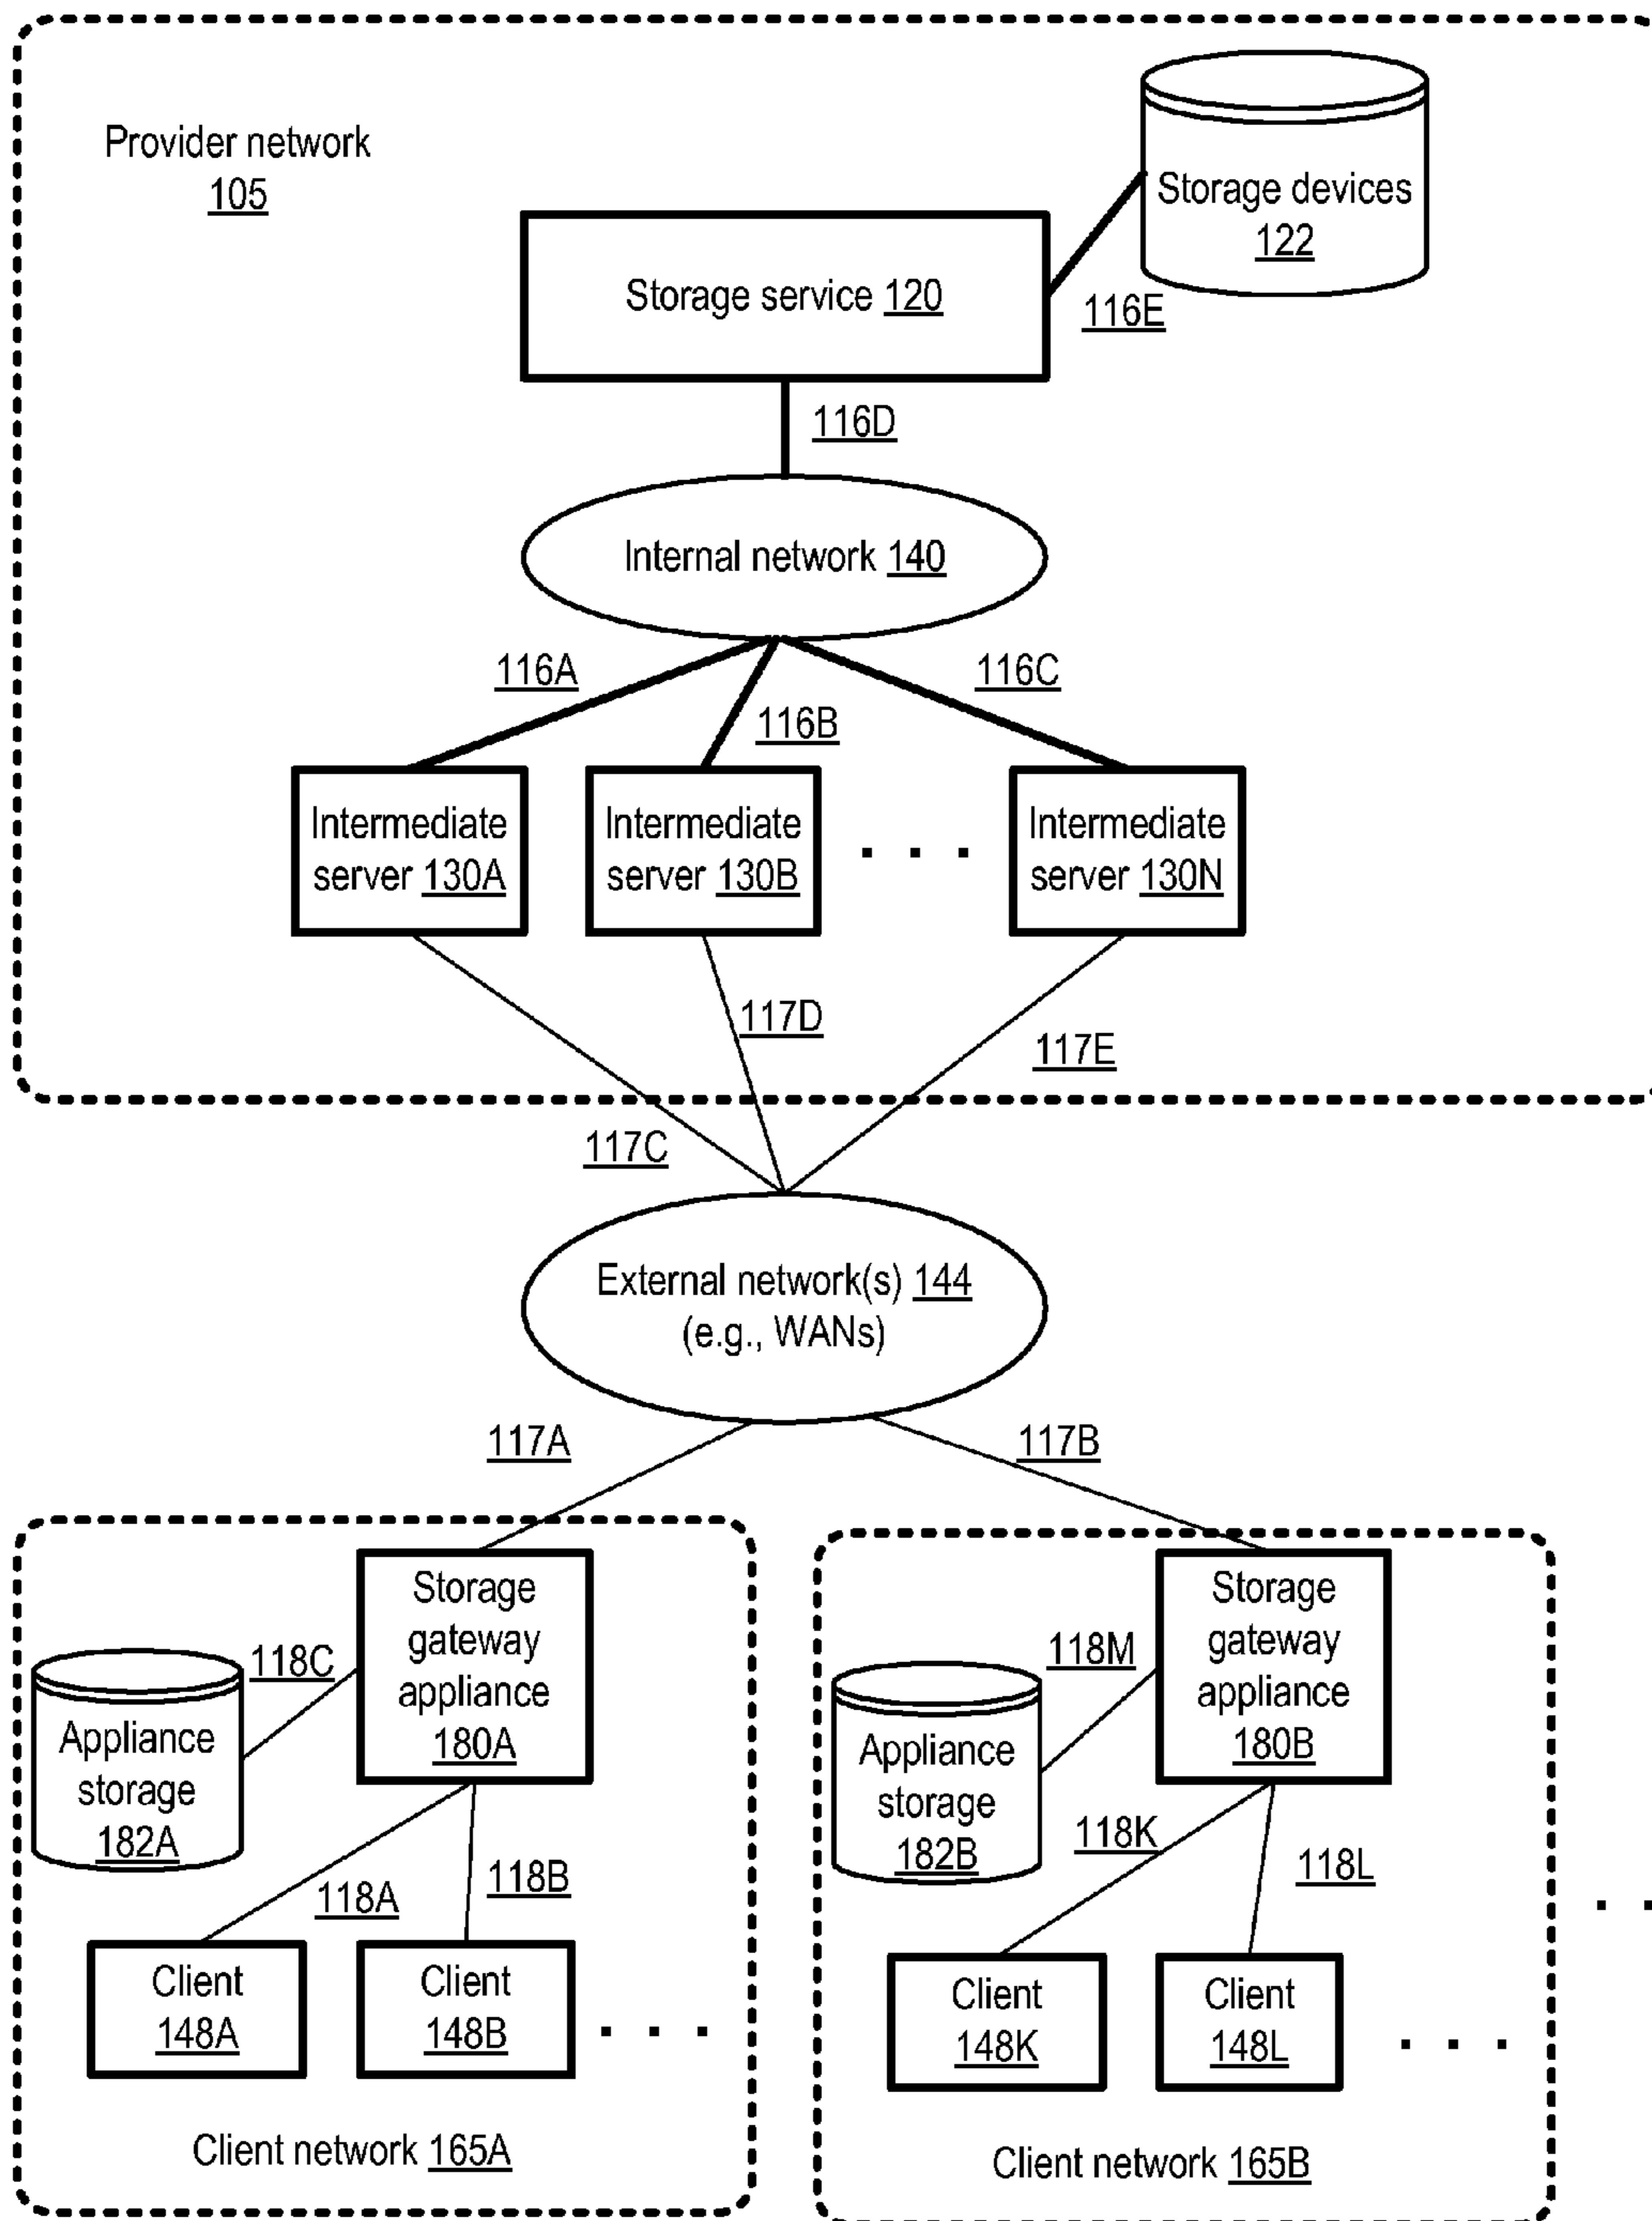 Provider network
105
Storage devices
122
Storage service 120
116E
116D
Internal network 140
116A
116C
116B
Intermediate
server 130A
Intermediate
server 130B
. . .
Intermediate
server 130N
117D
117E
117C
External network(s) 144
(e.g., WANs)
117A
117B
Storage
gateway
appliance
180A
118C
Appliance
storage
182A
118A
118B
Client
148A
Client
148B
. . .
Client network 165A
Storage
gateway
appliance
180B
118M
Appliance
storage
182B
118K
118L
Client
148K
Client
148L
. . .
Client network 165B
. .